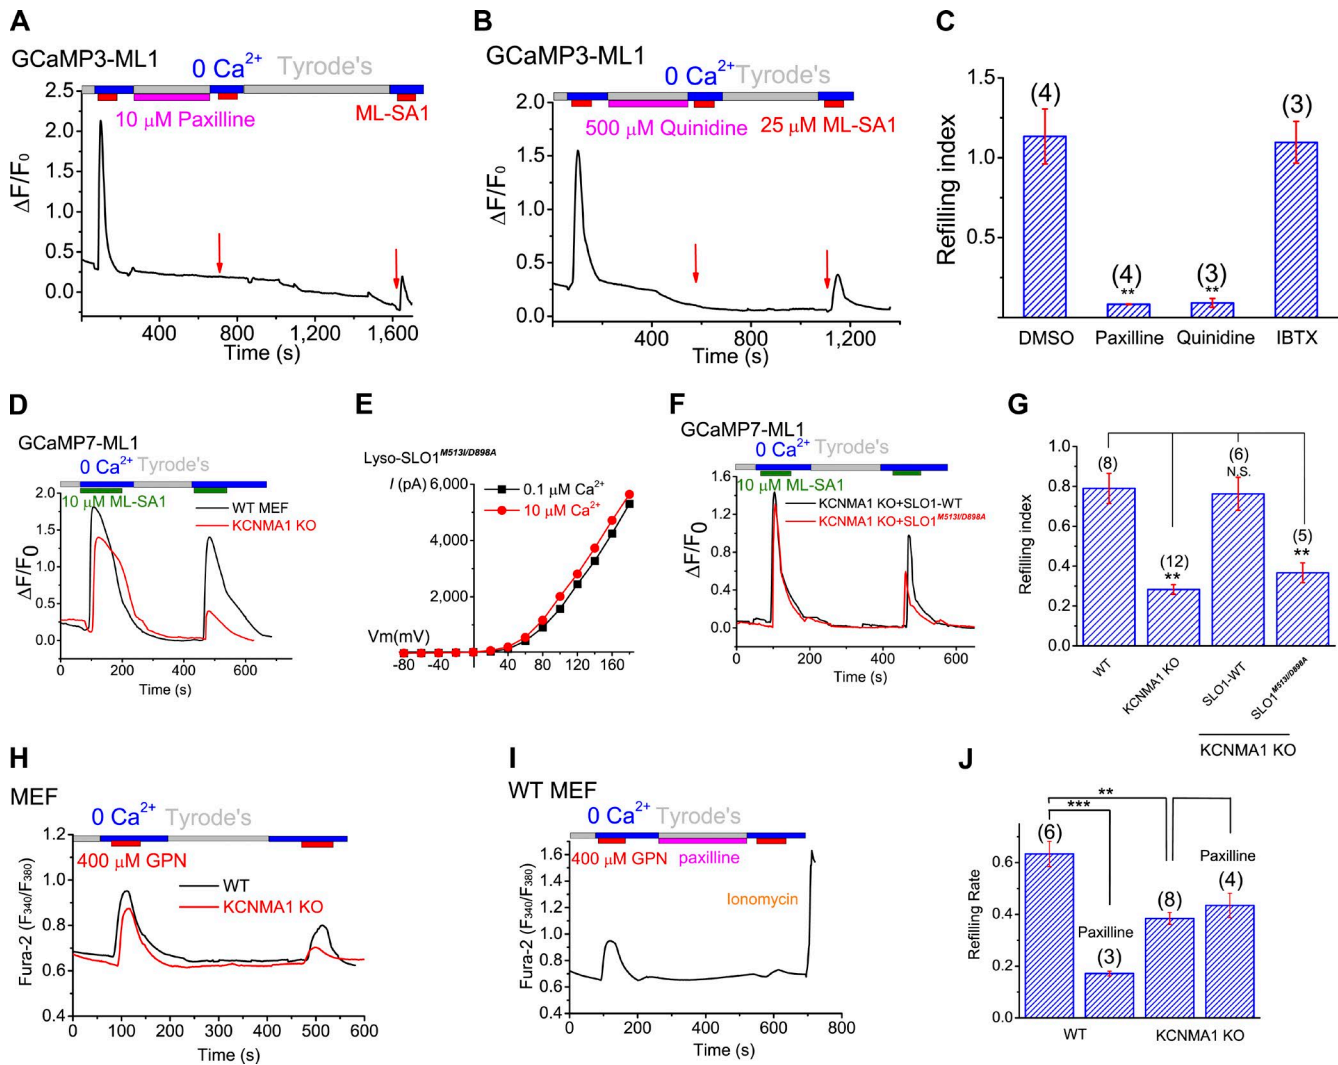 A
GCaMP3-ML1
0 Ca2+ Tyrode's
ML-SA1
10 μM Paxilline
2.5
2.0
1.5
1.0
0.5
0.0
ΔF/F0
400 800 1,200 1,600
Time (s)
B
GCaMP3-ML1
0 Ca2+ Tyrode's
500 μM Quinidine 25 μM ML-SA1
2.0
1.5
1.0
0.5
0.0
ΔF/F0
0 400 800 1,200
Time (s)
C
1.5
1.0
0.5
Refilling index
(4)
(4)
**
(3)
**
(3)
DMSO Paxilline Quinidine IBTX
D
GCaMP7-ML1
0 Ca2+ Tyrode's
10 μM ML-SA1
WT MEF
KCNMA1 KO
2.0
1.5
1.0
0.5
0.0
ΔF/F0
0 200 400 600
Time (s)
E
Lyso-SLO1M513I/D898A
I (pA) 6,000
0.1 μM Ca2+
10 μM Ca2+
4,000
2,000
Vm(mV)
-80 -40 40 80 120 160
F
GCaMP7-ML1
0 Ca2+ Tyrode's
10 μM ML-SA1
KCNMA1 KO+SLO1-WT
KCNMA1 KO+SLO1M513I/D898A
1.6
1.2
0.8
0.4
0.0
ΔF/F0
0 200 400 600
Time (s)
G
1.0
0.8
0.6
0.4
0.2
0.0
Refilling index
(8)
(12)
**
(6)
N.S.
(5)
**
WT
KCNMA1 KO
SLO1-WT
SLO1M513I/D898A
KCNMA1 KO
H
MEF
0 Ca2+ Tyrode's
400 μM GPN
WT
KCNMA1 KO
1.2
1.0
0.8
0.6
0.4
Fura-2 (F340/F380)
0 100 200 300 400 500 600
Time (s)
I
WT MEF
0 Ca2+ Tyrode's
400 μM GPN paxilline
Ionomycin
1.6
1.4
1.2
1.0
0.8
0.6
0.4
Fura-2 (F340/F380)
0 200 400 600 800
Time (s)
J
**
***
(6)
Paxilline
(3)
(8)
Paxilline
(4)
0.6
0.4
0.2
0.0
Refilling Rate
WT KCNMA1 KO